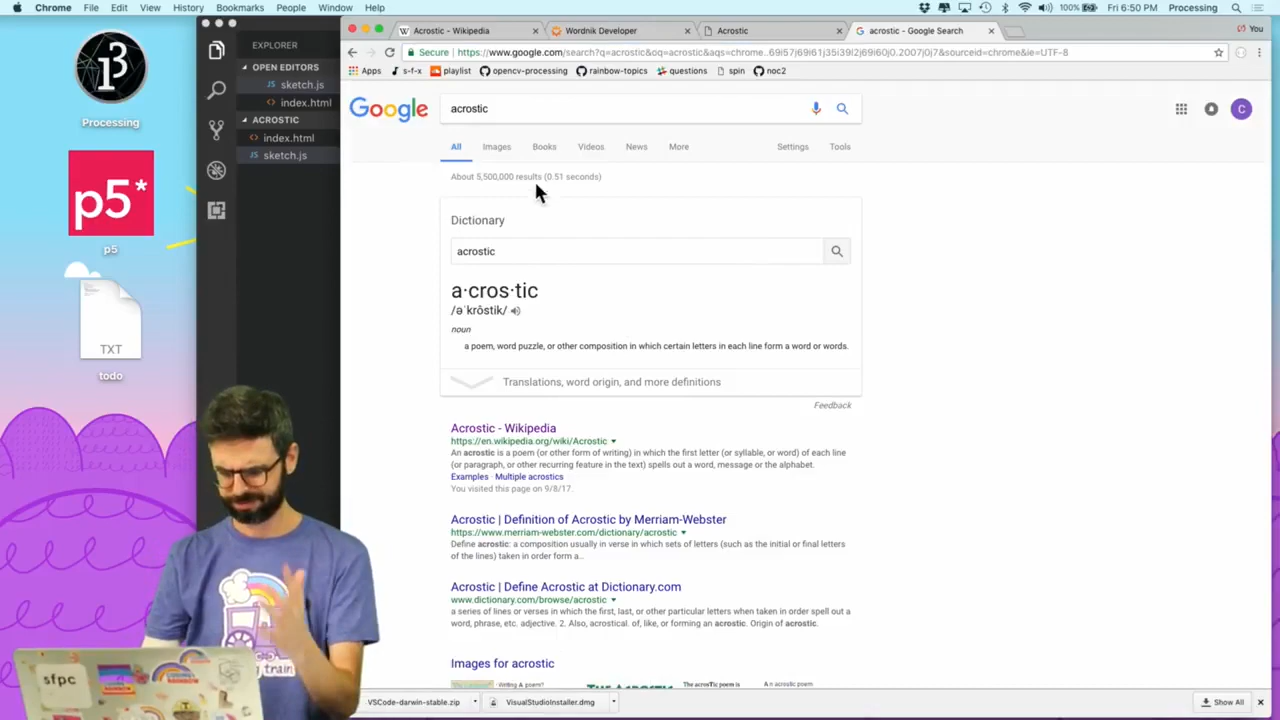 Chrome File Edit View History Bookmarks People Window Help 100% Fri 6:50 PM Processing
Acrostic - Wikipedia
Wordnik Developer
Acrostic
acrostic - Google Search
You
EXPLORER
OPEN EDITORS
sketch.js
index.html
ACROSTIC
index.html
sketch.js
Secure https://www.google.com/search?q=acrostic&oq=acrostic&aqs=chrome..69i57j69i61j35i39l2j69i60j0.2007j0j7&sourceid=chrome&ie=UTF-8
Apps s-f-x playlist opencv-processing rainbow-topics questions spin noc2
Processing
p5*
p5
TXT
todo
Google
acrostic
C
All Images Books Videos News More Settings Tools
About 5,500,000 results (0.51 seconds)
Dictionary
acrostic
a·cros·tic
/əˈkrôstik/
noun
a poem, word puzzle, or other composition in which certain letters in each line form a word or words.
Translations, word origin, and more definitions
Feedback
Acrostic - Wikipedia
https://en.wikipedia.org/wiki/Acrostic
An acrostic is a poem (or other form of writing) in which the first letter (or syllable, or word) of each line
(or paragraph, or other recurring feature in the text) spells out a word, message or the alphabet.
Examples · Multiple acrostics
You visited this page on 9/8/17.
Acrostic | Definition of Acrostic by Merriam-Webster
https://www.merriam-webster.com/dictionary/acrostic
Define acrostic: a composition usually in verse in which sets of letters (such as the initial or final letters
of the lines) taken in order form a...
Acrostic | Define Acrostic at Dictionary.com
www.dictionary.com/browse/acrostic
a series of lines or verses in which the first, last, or other particular letters when taken in order spell out a
word, phrase, etc. adjective. 2. Also, acrostical. of, like, or forming an acrostic. Origin of acrostic.
Images for acrostic
sfpc
train
VSCode-darwin-stable.zip
VisualStudioInstaller.dmg
Show All